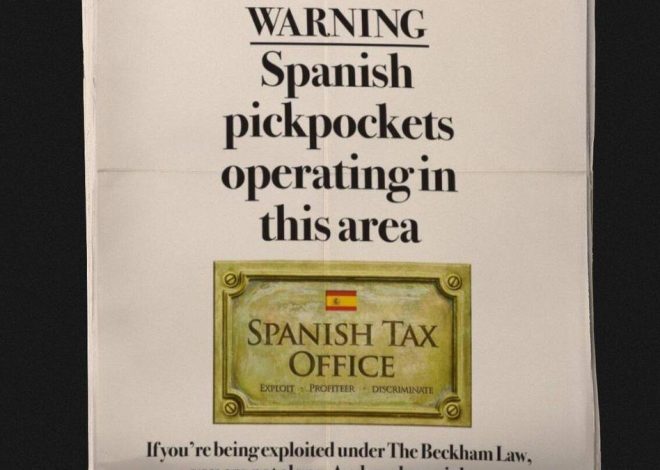 WARNING
Spanish
pickpockets
operating in
this area
SPANISH TAX
OFFICE
EXPLOIT · PROFITEER · DISCRIMINATE
If you're being exploited under The Beckham Law,